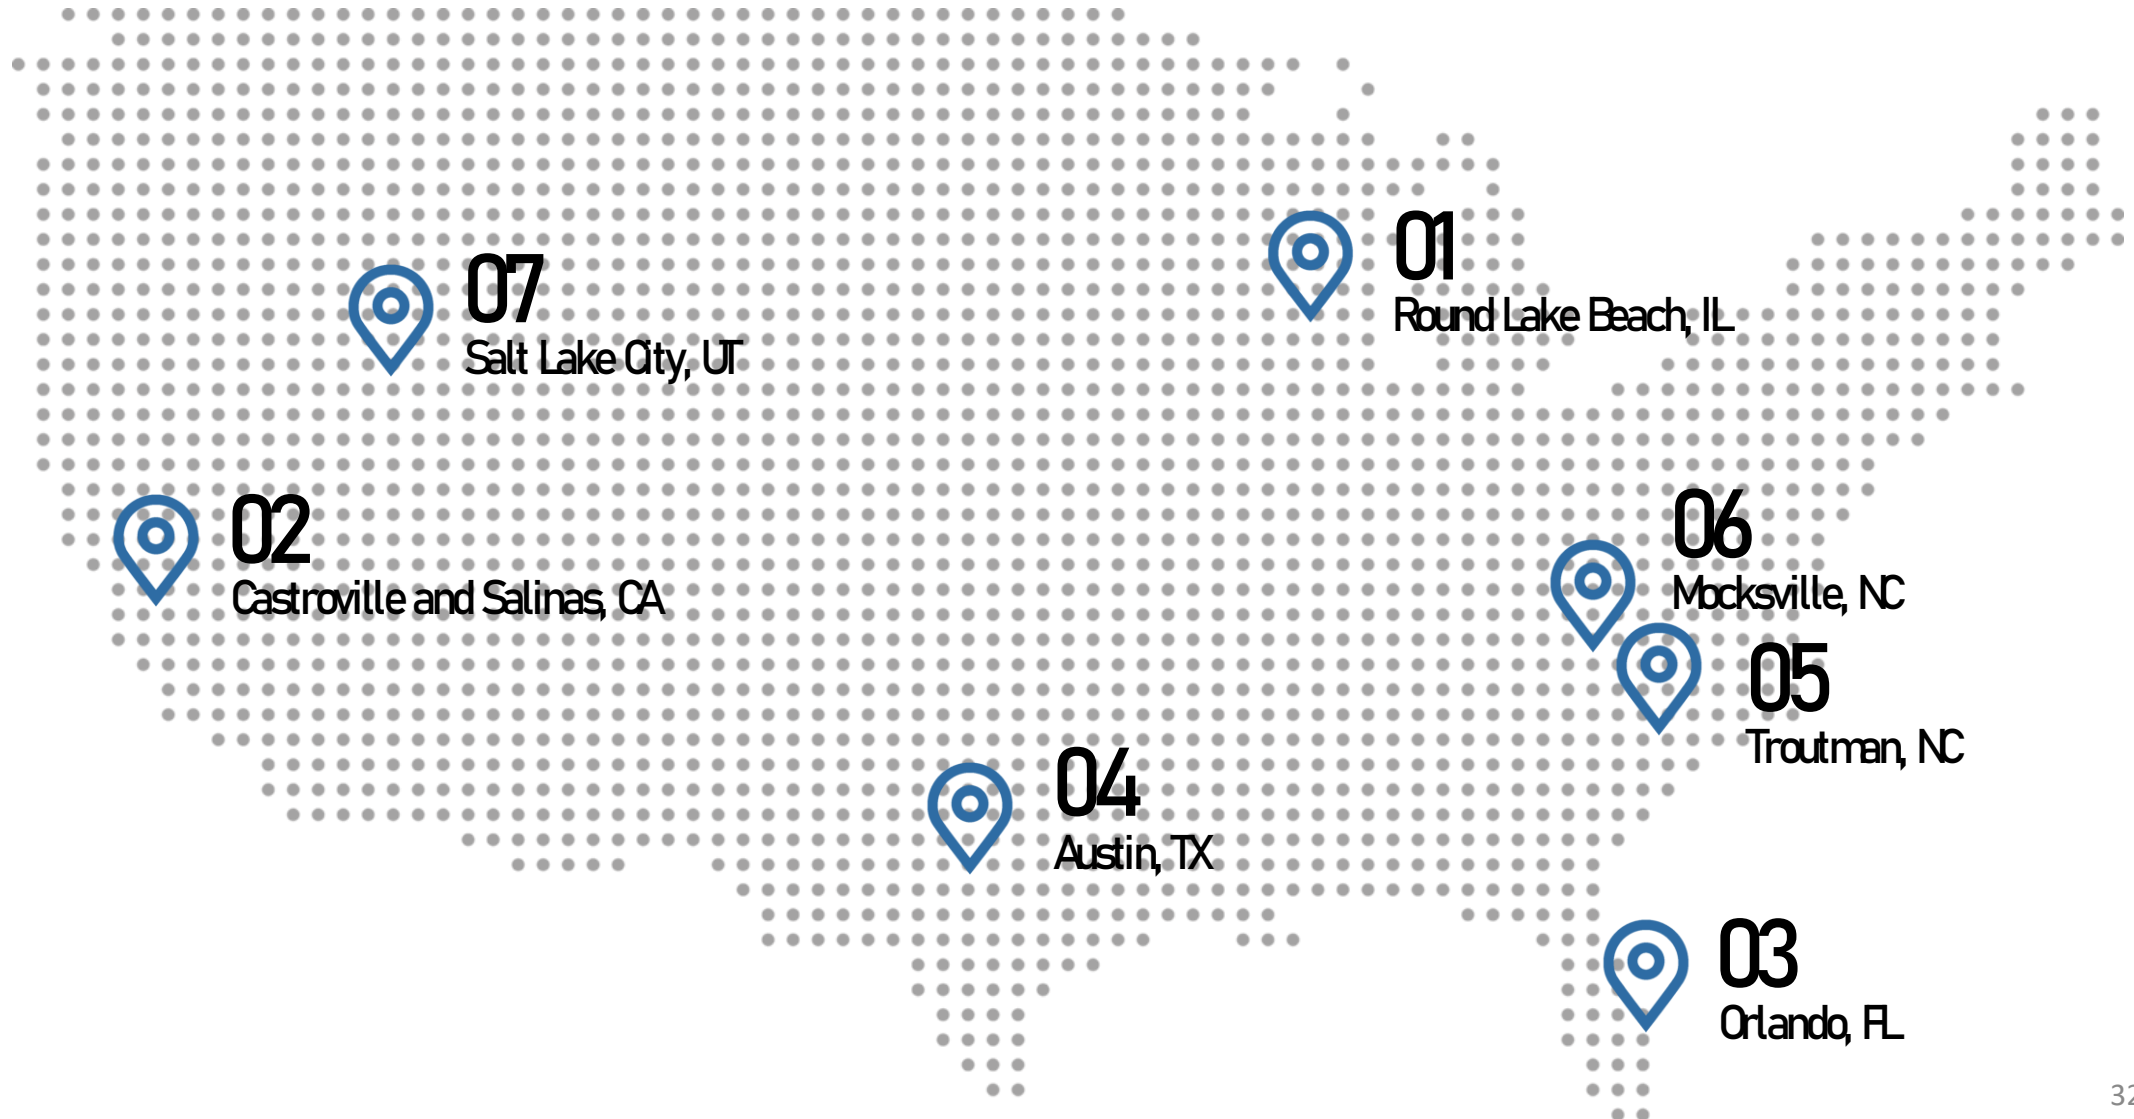 01
Round Lake Beach, IL
07
Salt Lake City, UT
02
Castroville and Salinas, CA
06
Mocksville, NC
05
Troutman, NC
04
Austin, TX
03
Orlando, FL
32